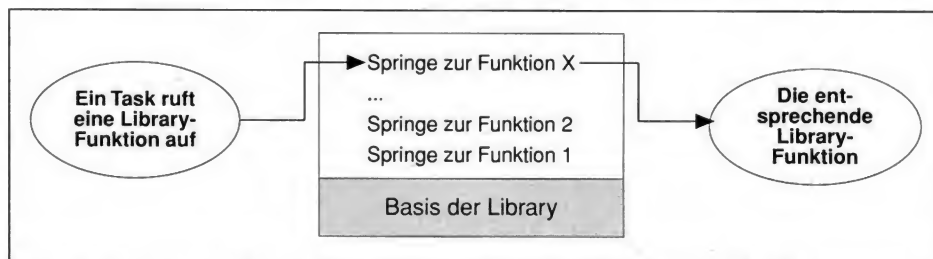 Ein Task ruft
eine Library-
Funktion auf
Springe zur Funktion X
...
Springe zur Funktion 2
Springe zur Funktion 1
Basis der Library
Die ent-
sprechende
Library-
Funktion